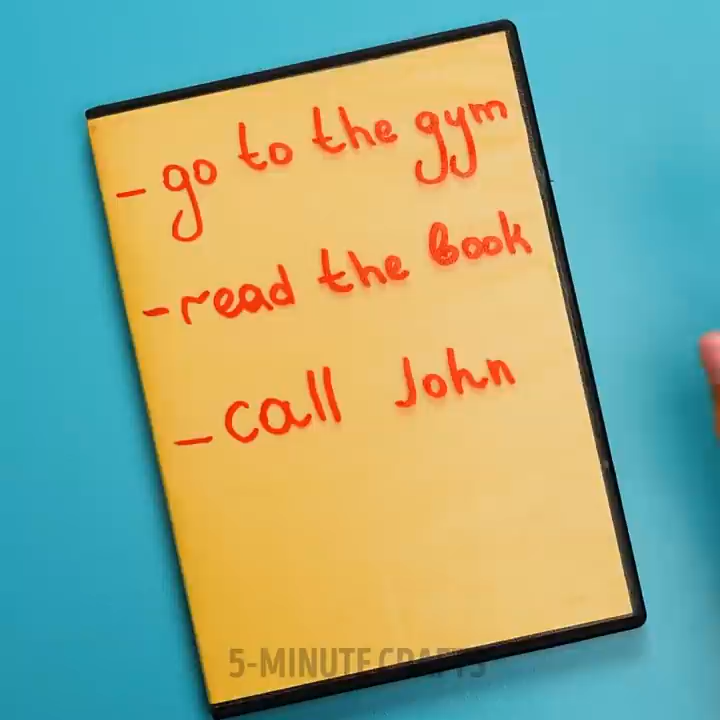 - go to the gym
- read the book
- call John
5-MINUTE CRAFTS